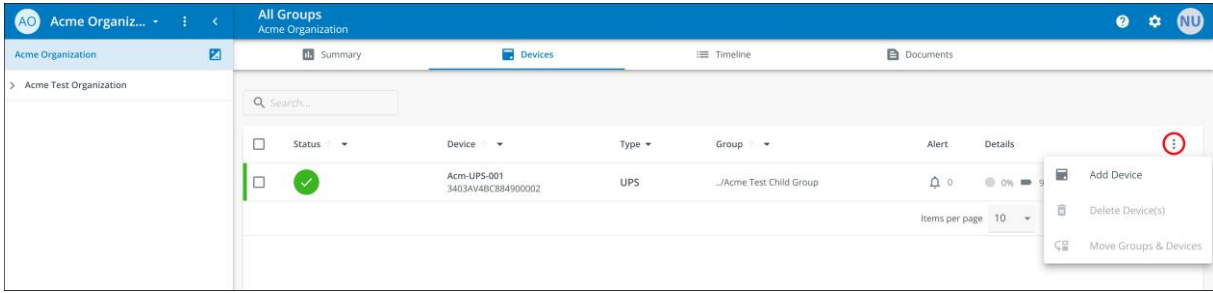 AO Acme Organiz...
All Groups
Acme Organization
NU
Acme Organization
Summary
Devices
Timeline
Documents
Acme Test Organization
Search...
Status
Device
Type
Group
Alert
Details
Acm-UPS-001
3403AV4BC884900002
UPS
../Acme Test Child Group
0
0%
9
Add Device
Items per page 10
Delete Device(s)
Move Groups & Devices